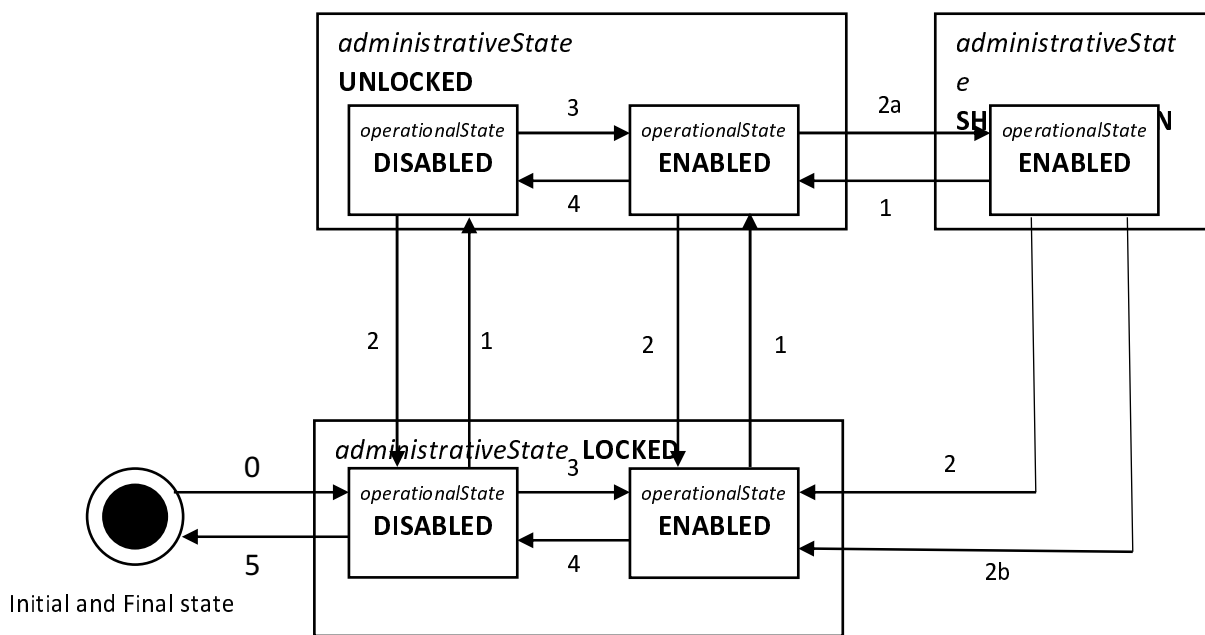 administrativeState
UNLOCKED
administrativeStat
e
operationalState
DISABLED
3
4
operationalState
ENABLED
2a
1
operationalState
ENABLED
2
1
2
1
administrativeState LOCKED
0
5
operationalState
DISABLED
3
4
operationalState
ENABLED
2
2b
Initial and Final state